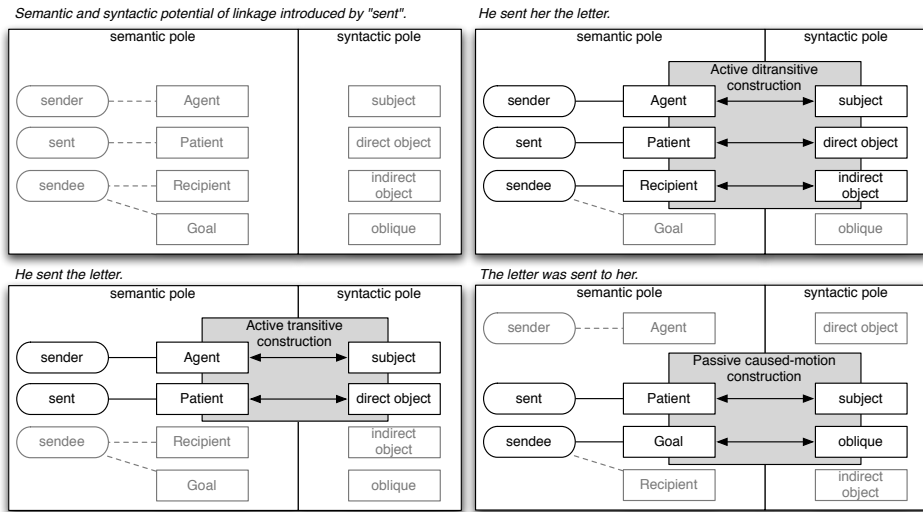 Semantic and syntactic potential of linkage introduced by "sent".
semantic pole syntactic pole
sender Agent subject
sent Patient direct object
sendee Recipient indirect
object
Goal oblique
He sent her the letter.
semantic pole syntactic pole
Active ditransitive
construction
sender Agent subject
sent Patient direct object
sendee Recipient indirect
object
Goal oblique
He sent the letter.
semantic pole syntactic pole
Active transitive
construction
sender Agent subject
sent Patient direct object
sendee Recipient indirect
object
Goal oblique
The letter was sent to her.
semantic pole syntactic pole
sender Agent direct object
Passive caused-motion
construction
sent Patient subject
sendee Goal oblique
Recipient indirect
object